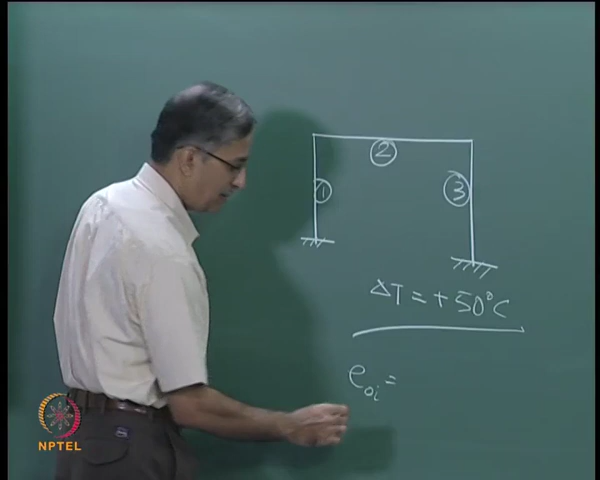 ② 
① ③
ΔT = + 50°C
e₀ᵢ =
NPTEL